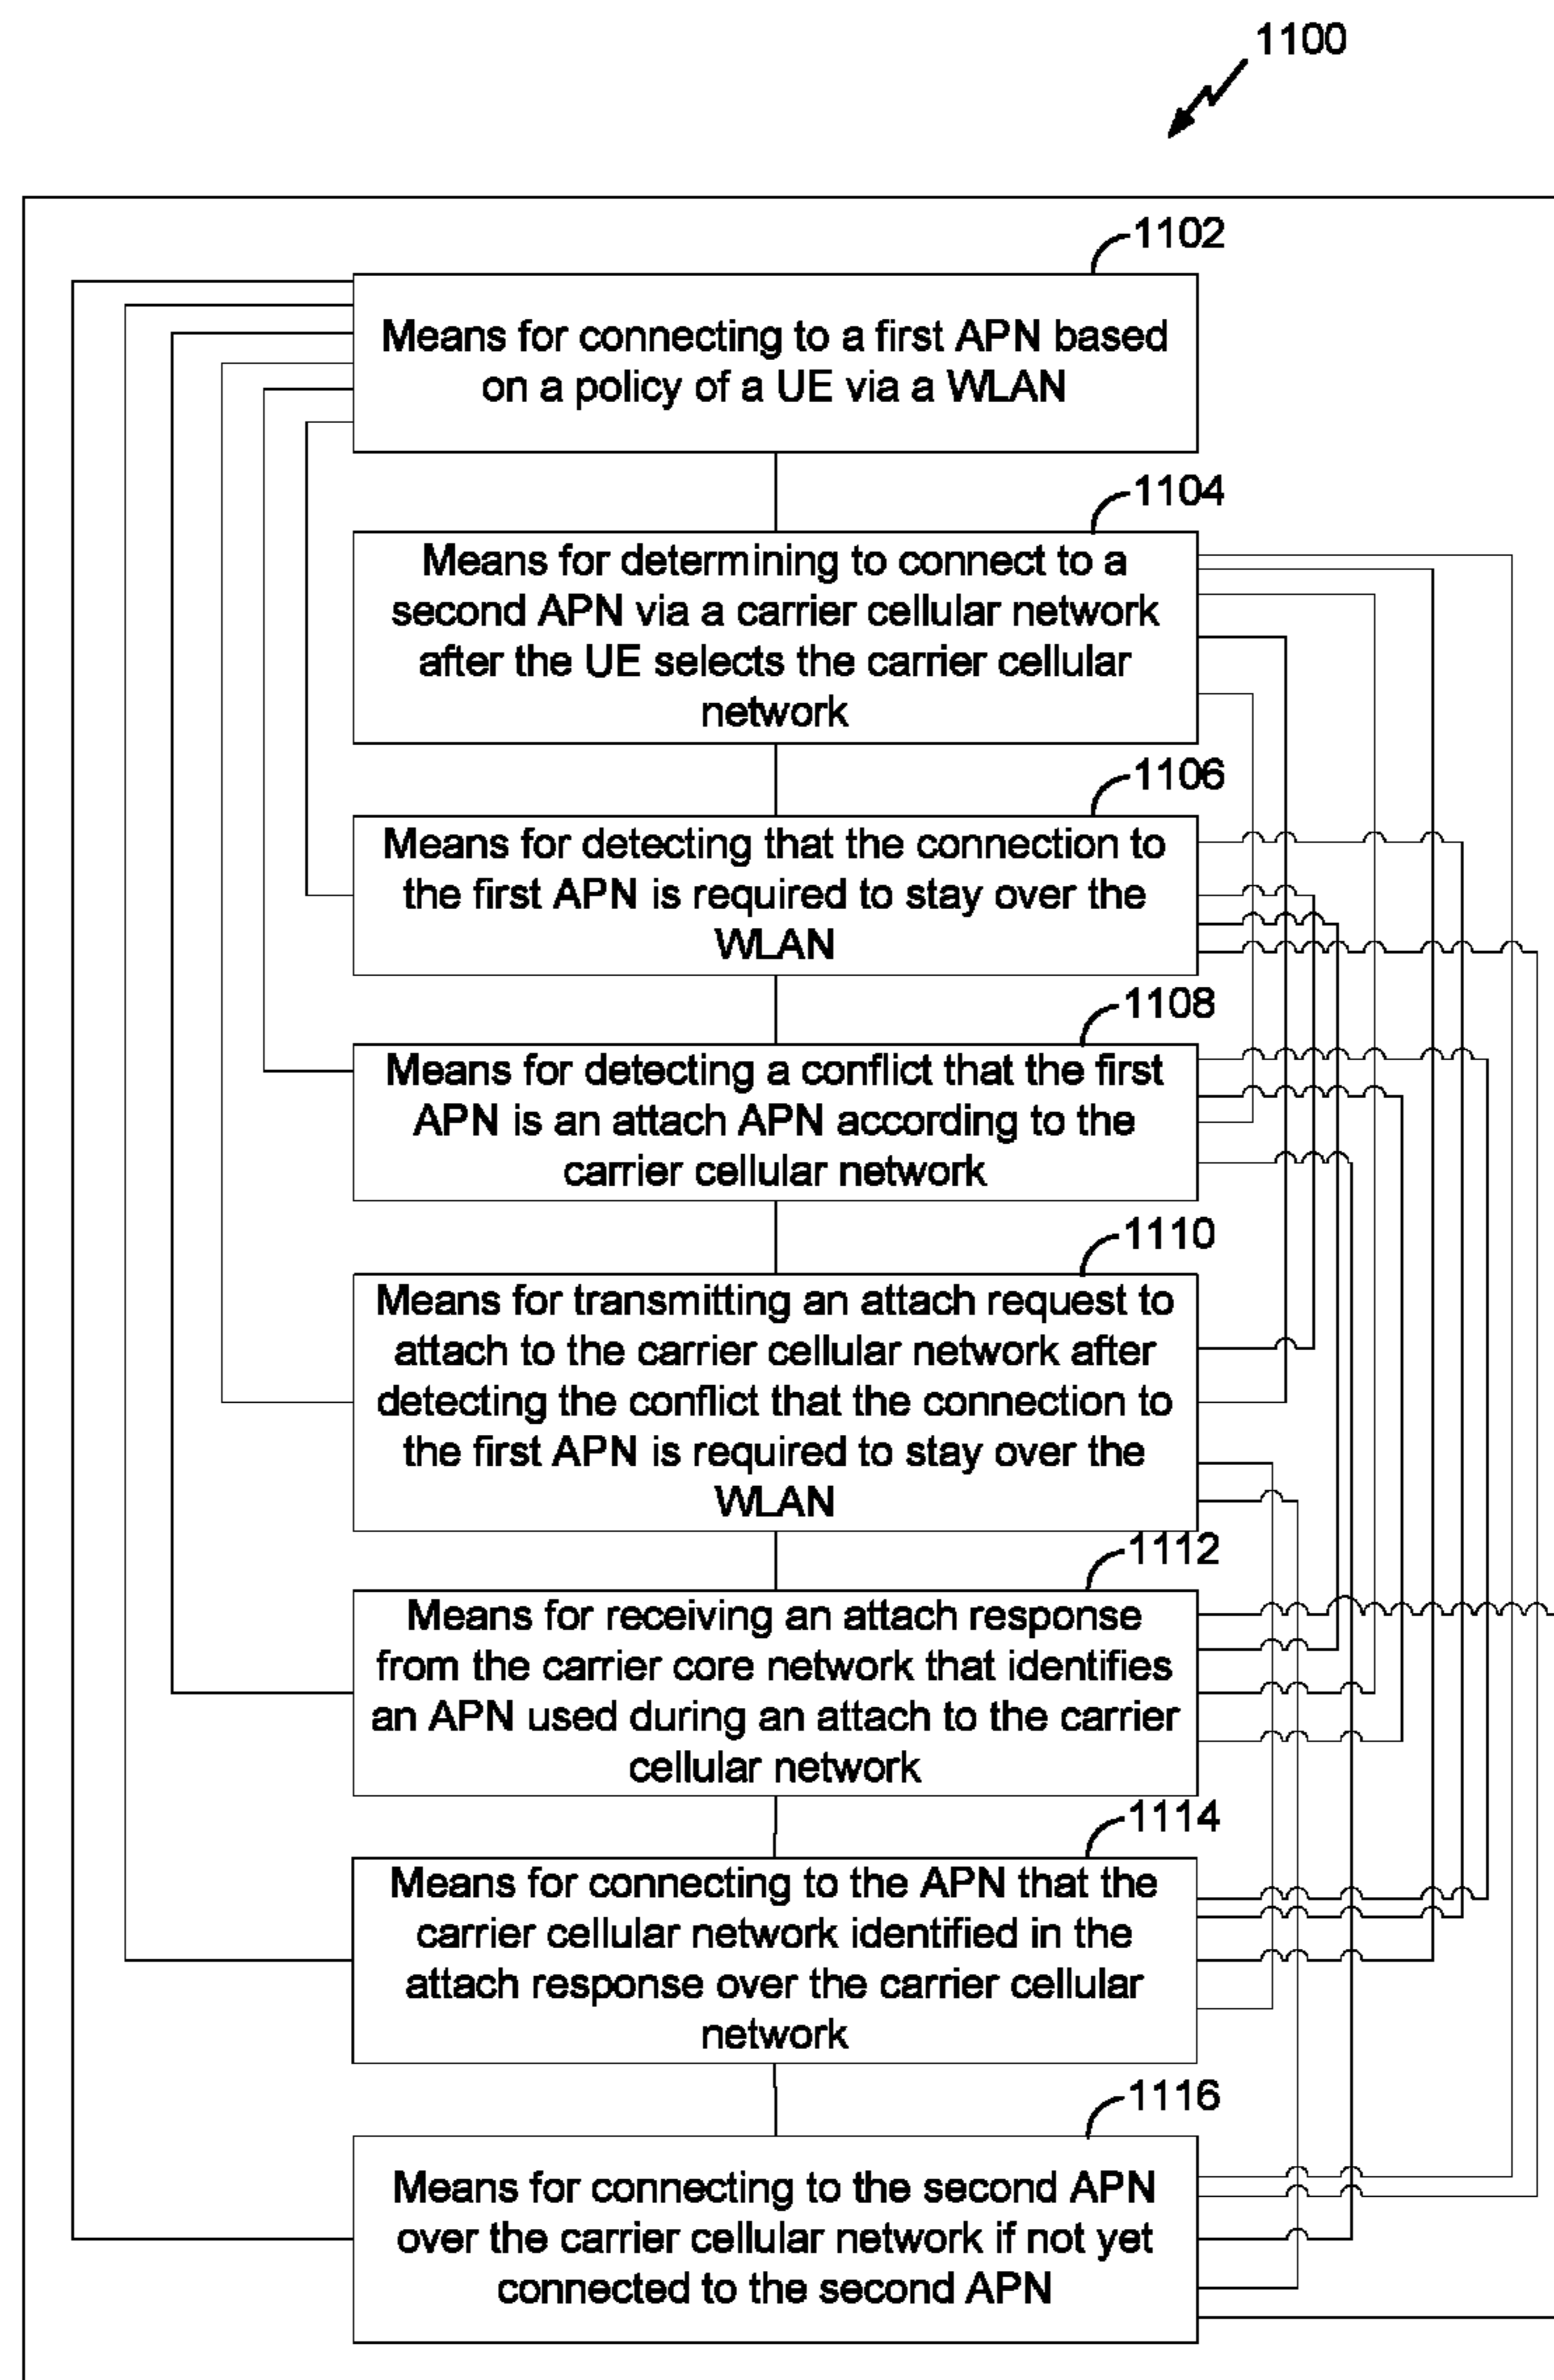 1100
1102
Means for connecting to a first APN based
on a policy of a UE via a WLAN
1104
Means for determining to connect to a
second APN via a carrier cellular network
after the UE selects the carrier cellular
network
1106
Means for detecting that the connection to
the first APN is required to stay over the
WLAN
1108
Means for detecting a conflict that the first
APN is an attach APN according to the
carrier cellular network
1110
Means for transmitting an attach request to
attach to the carrier cellular network after
detecting the conflict that the connection to
the first APN is required to stay over the
WLAN
1112
Means for receiving an attach response
from the carrier core network that identifies
an APN used during an attach to the carrier
cellular network
1114
Means for connecting to the APN that the
carrier cellular network identified in the
attach response over the carrier cellular
network
1116
Means for connecting to the second APN
over the carrier cellular network if not yet
connected to the second APN